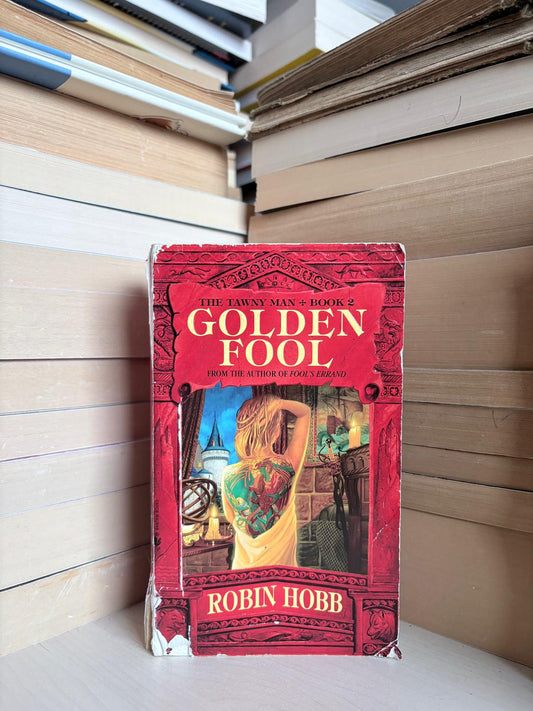 THE TAWNY MAN + BOOK 2
GOLDEN
FOOL
FROM THE AUTHOR OF FOOL'S ERRAND
ROBIN HOBB